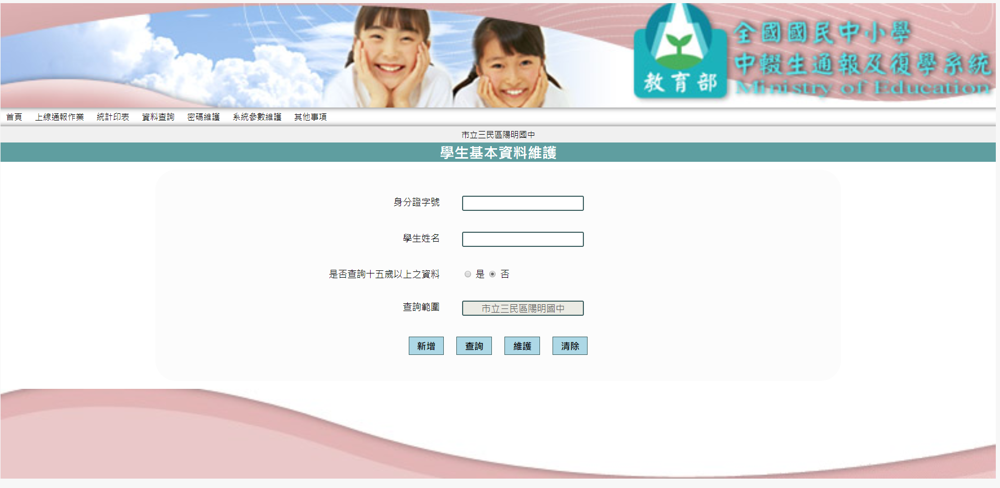 全國國民中小學
中輟生通報及復學系統
Ministry of Education
教育部
首頁 上線通報作業 統計印表 資料查詢 密碼維護 系統參數維護 其他事項
市立三民區陽明國中
學生基本資料維護
身分證字號
學生姓名
是否查詢十五歲以上之資料 是 否
查詢範圍 市立三民區陽明國中
新增 查詢 維護 清除